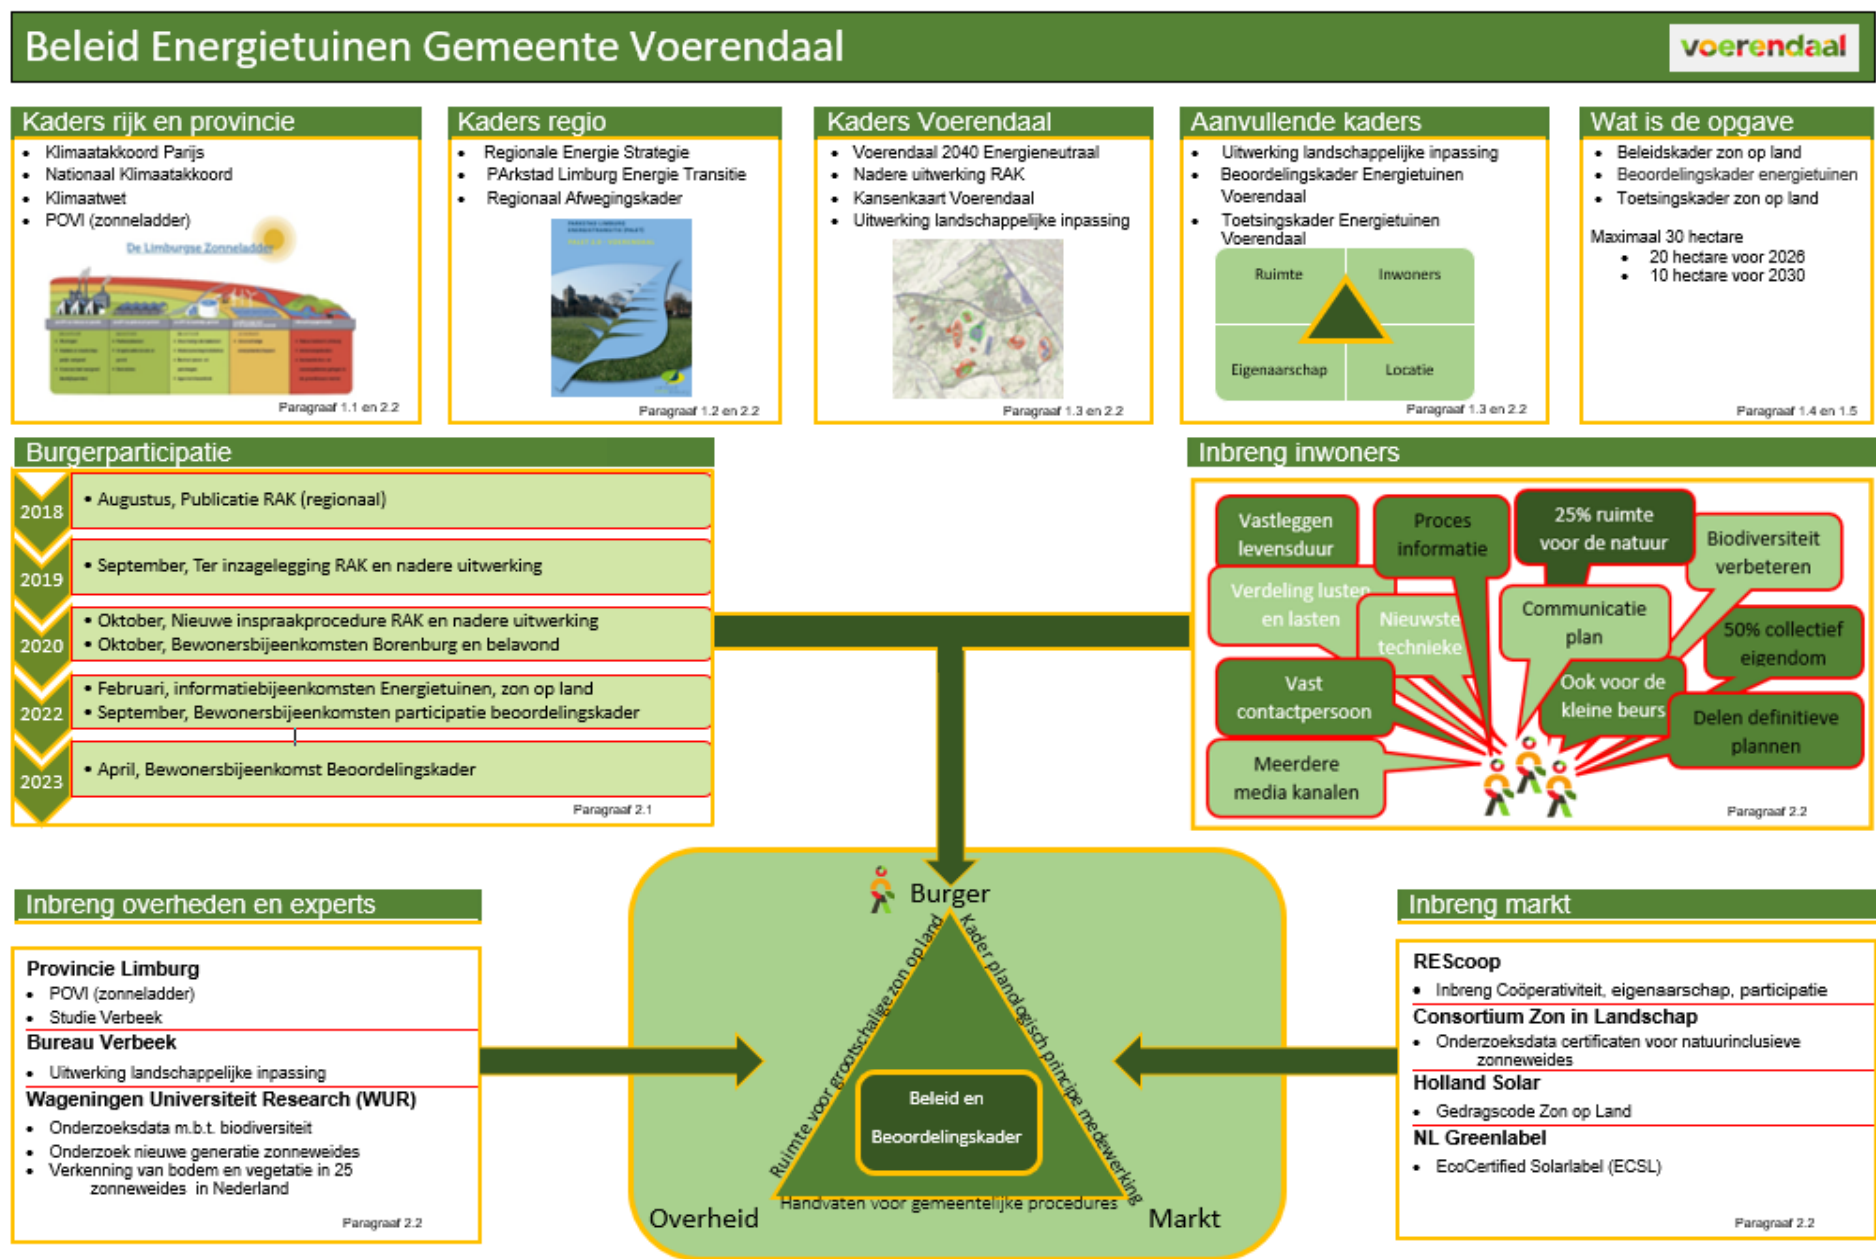 Beleid Energietuinen Gemeente Voerendaal
voerendaal
Kaders rijk en provincie
• Klimaatakkoord Parijs
• Nationaal Klimaatakkoord
• Klimaatwet
• POVI (zonneladder)
De Limburgse Zonneladder
Paragraaf 1.1 en 2.2
Kaders regio
• Regionale Energie Strategie
• PArkstad Limburg Energie Transitie
• Regionaal Afwegingskader
PARKSTAD LIMBURG
ENERGIETRANSITIE (PALET)
Paragraaf 1.2 en 2.2
Kaders Voerendaal
• Voerendaal 2040 Energieneutraal
• Nadere uitwerking RAK
• Kansenkaart Voerendaal
• Uitwerking landschappelijke inpassing
Paragraaf 1.3 en 2.2
Aanvullende kaders
• Uitwerking landschappelijke inpassing
• Beoordelingskader Energietuinen
Voerendaal
• Toetsingskader Energietuinen
Voerendaal
Ruimte
Inwoners
Eigenaarschap
Locatie
Paragraaf 1.3 en 2.2
Wat is de opgave
• Beleidskader zon op land
• Beoordelingskader energietuinen
• Toetsingskader zon op land
Maximaal 30 hectare
• 20 hectare voor 2026
• 10 hectare voor 2030
Paragraaf 1.4 en 1.5
Burgerparticipatie
2018
• Augustus, Publicatie RAK (regionaal)
2019
• September, Ter inzagelegging RAK en nadere uitwerking
2020
• Oktober, Nieuwe inspraakprocedure RAK en nadere uitwerking
• Oktober, Bewonersbijeenkomsten Borenburg en belavond
2022
• Februari, informatiebijeenkomsten Energietuinen, zon op land
• September, Bewonersbijeenkomsten participatie beoordelingskader
2023
• April, Bewonersbijeenkomst Beoordelingskader
Paragraaf 2.1
Inbreng inwoners
Vastleggen
levensduur
Proces
informatie
25% ruimte
voor de natuur
Biodiversiteit
verbeteren
Verdeling lusten
en lasten
Nieuwste
technieke
Communicatie
plan
50% collectief
eigendom
Vast
contactpersoon
Ook voor de
kleine beurs
Delen definitieve
plannen
Meerdere
media kanalen
Paragraaf 2.2
Inbreng overheden en experts
Provincie Limburg
• POVI (zonneladder)
• Studie Verbeek
Bureau Verbeek
• Uitwerking landschappelijke inpassing
Wageningen Universiteit Research (WUR)
• Onderzoeksdata m.b.t. biodiversiteit
• Onderzoek nieuwe generatie zonneweides
• Verkenning van bodem en vegetatie in 25
zonneweides in Nederland
Paragraaf 2.2
Burger
Ruimte voor grootschalige zon op land
Kader planologisch principe medewerking
Beleid en
Beoordelingskader
Handvaten voor gemeentelijke procedures
Overheid
Markt
Inbreng markt
REScoop
• Inbreng Coöperativiteit, eigenaarschap, participatie
Consortium Zon in Landschap
• Onderzoeksdata certificaten voor natuurinclusieve
zonneweides
Holland Solar
• Gedragscode Zon op Land
NL Greenlabel
• EcoCertified Solarlabel (ECSL)
Paragraaf 2.2